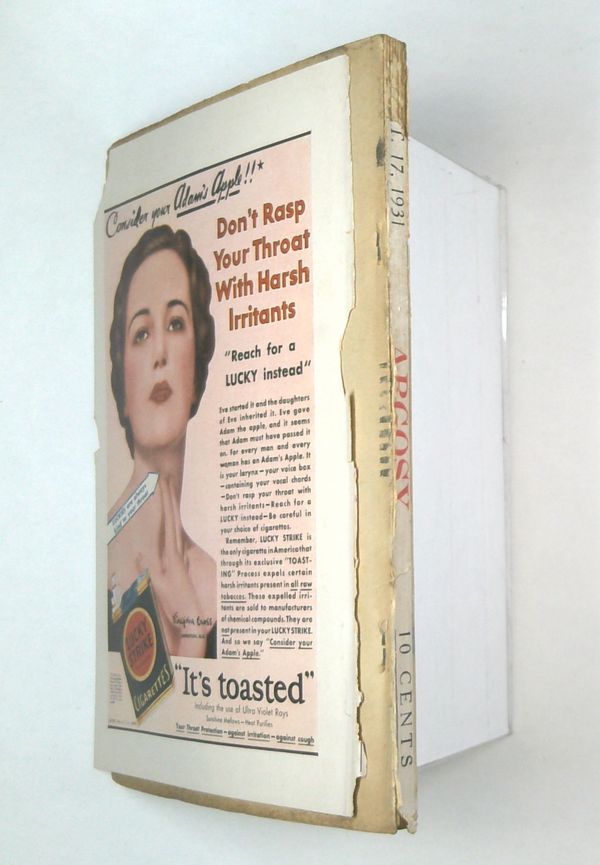 Consider your Adam's Apple!!*
Don't Rasp
Your Throat
With Harsh
Irritants
"Reach for a
LUCKY instead"
Eve started it and the daughters
of Eve inherited it. Eve gave
Adam the apple, and it seems
that Adam must have passed it
on. For every man and every
woman has an Adam's Apple. It
is your larynx—your voice box
—containing your vocal chords
—Don't rasp your throat with
harsh irritants—Reach for a
LUCKY instead—Be careful in
your choice of cigarettes.
Remember, LUCKY STRIKE is
the only cigarette in America that
through its exclusive "TOAST-
ING" Process expels certain
harsh irritants present in all raw
tobaccos. These expelled irri-
tants are sold to manufacturers
of chemical compounds. They are
not present in your LUCKY STRIKE.
And so we say "Consider your
Adam's Apple."
LUCKY
STRIKE
CIGARETTES
"It's toasted"
Including the use of Ultra Violet Rays
Sunshine Mellows—Heat Purifies
Your Throat Protection—against irritation—against cough
T. 17, 1931
ARGOSY
10 CENTS